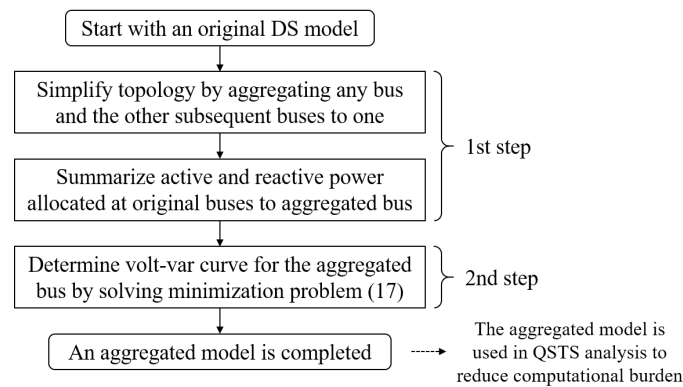 Start with an original DS model
Simplify topology by aggregating any bus
and the other subsequent buses to one
1st step
Summarize active and reactive power
allocated at original buses to aggregated bus
Determine volt-var curve for the aggregated
bus by solving minimization problem (17)
2nd step
An aggregated model is completed
The aggregated model is
used in QSTS analysis to
reduce computational burden